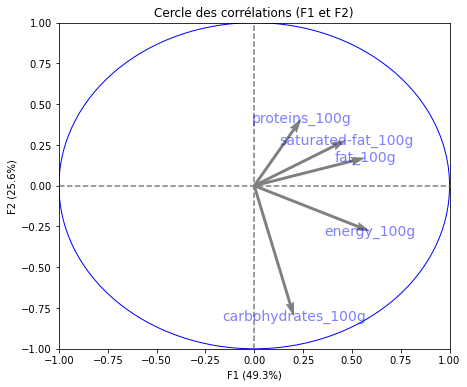 Cercle des corrélations (F1 et F2)
1.00
0.75
0.50
0.25
0.00
−0.25
−0.50
−0.75
−1.00
F2 (25.6%)
proteins_100g
saturated-fat_100g
fat_100g
energy_100g
carbohydrates_100g
−1.00 −0.75 −0.50 −0.25 0.00 0.25 0.50 0.75 1.00
F1 (49.3%)